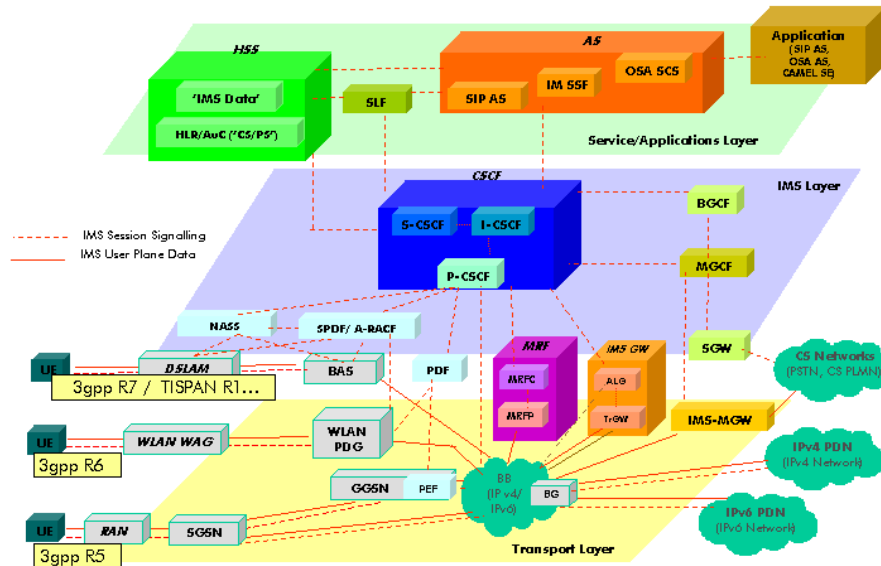 HSS
AS
Application
(SIP AS,
OSA AS,
CAMEL SE)
'IMS Data'
HLR/AuC ('CS/PS')
SLF
SIP AS
IM SSF
OSA SCS
Service/Applications Layer
CSCF
IMS Layer
S-CSCF
I-CSCF
BGCF
IMS Session Signalling
IMS User Plane Data
P-CSCF
MGCF
NASS
SPDF/ A-RACF
SGW
UE
DSLAM
BAS
PDF
MRF
MRFC
MRFP
IMS GW
ALG
TrGW
CS Networks
(PSTN, CS PLMN)
3gpp R7 / TISPAN R1...
IMS-MGW
UE
WLAN WAG
WLAN
PDG
3gpp R6
IPv4 PDN
(IPv4 Network)
GGSN
PEF
BB
(IP v4/
IPv6)
BG
IPv6 PDN
(IPv6 Network)
UE
RAN
SGSN
3gpp R5
Transport Layer